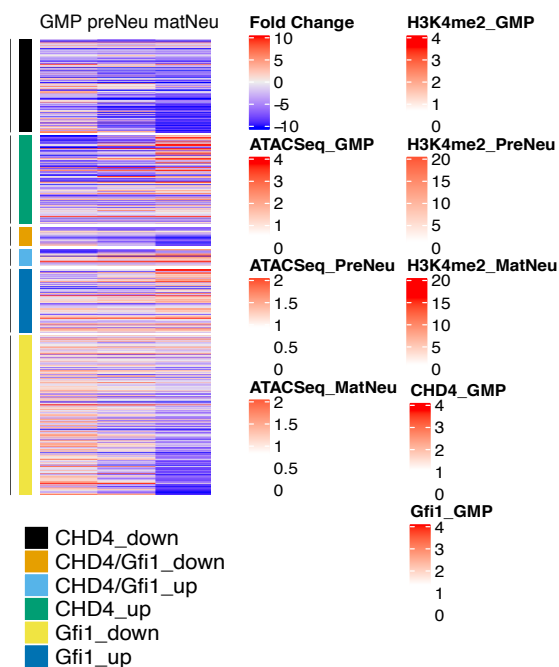 GMP preNeu matNeu
Fold Change
10
5
0
−5
−10
H3K4me2_GMP
4
3
2
1
0
ATACSeq_GMP
4
3
2
1
0
H3K4me2_PreNeu
20
15
10
5
0
ATACSeq_PreNeu
2
1.5
1
0.5
0
H3K4me2_MatNeu
20
15
10
5
0
ATACSeq_MatNeu
2
1.5
1
0.5
0
CHD4_GMP
4
3
2
1
0
Gfi1_GMP
4
3
2
1
0
CHD4_down
CHD4/Gfi1_down
CHD4/Gfi1_up
CHD4_up
Gfi1_down
Gfi1_up